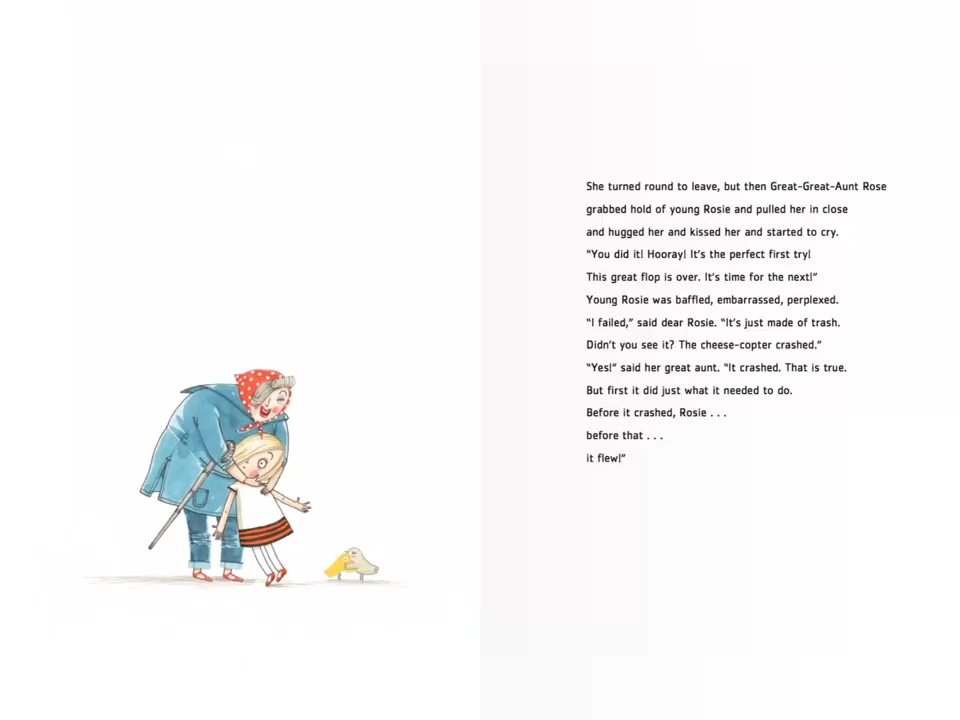 She turned round to leave, but then Great-Great-Aunt Rose
grabbed hold of young Rosie and pulled her in close
and hugged her and kissed her and started to cry.
“You did it! Hooray! It’s the perfect first try!
This great flop is over. It’s time for the next!”
Young Rosie was baffled, embarrassed, perplexed.
“I failed,” said dear Rosie. “It’s just made of trash.
Didn’t you see it? The cheese-copter crashed.”
“Yes!” said her great aunt. “It crashed. That is true.
But first it did just what it needed to do.
Before it crashed, Rosie . . .
before that . . .
it flew!”